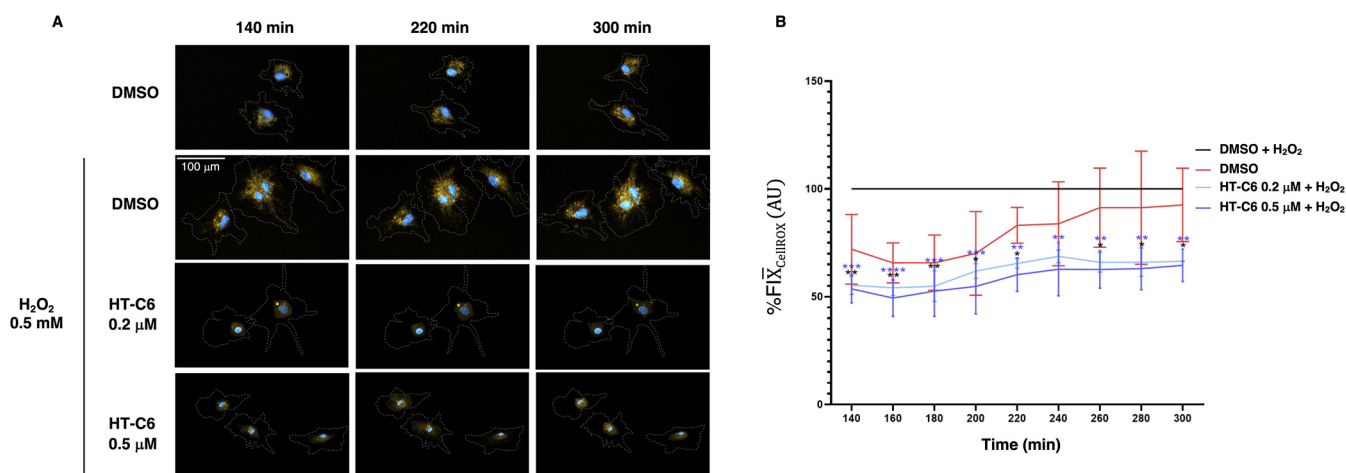 A
140 min
220 min
300 min
DMSO
100 μm
DMSO
H₂O₂
0.5 mM
HT-C6
0.2 μM
HT-C6
0.5 μM
B
%FIX̅CellROX (AU)
150
100
50
0
*** ** **** ** *** ** *** * ** * ** ** * ** * ** *
DMSO + H₂O₂
DMSO
HT-C6 0.2 μM + H₂O₂
HT-C6 0.5 μM + H₂O₂
140 160 180 200 220 240 260 280 300
Time (min)